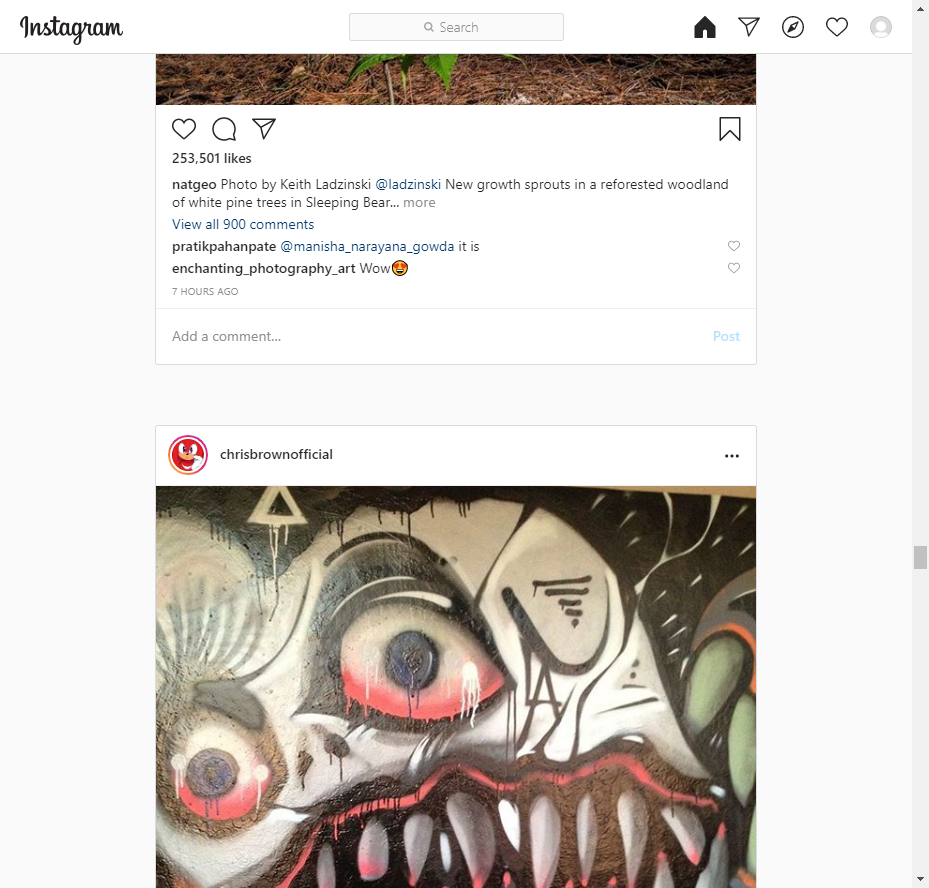 Instagram
Search
253,501 likes
natgeo Photo by Keith Ladzinski @ladzinski New growth sprouts in a reforested woodland
of white pine trees in Sleeping Bear... more
View all 900 comments
pratikpahanpate @manisha_narayana_gowda it is
enchanting_photography_art Wow😍
7 HOURS AGO
Add a comment... Post
chrisbrownofficial
LA